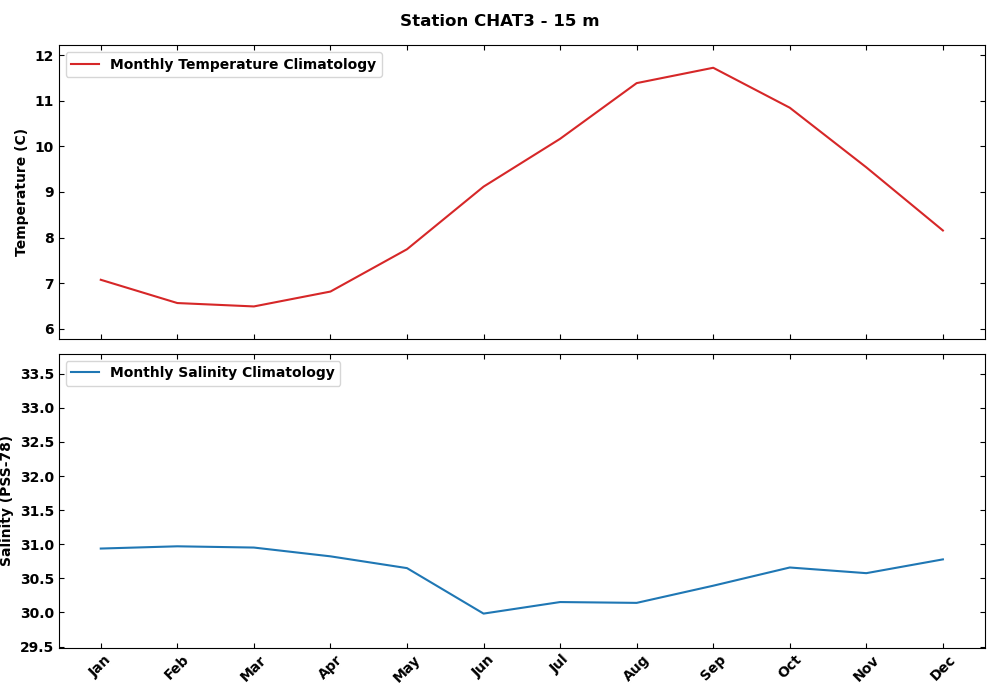 Station CHAT3 - 15 m
Monthly Temperature Climatology
Temperature (C)
12
11
10
9
8
7
6
Monthly Salinity Climatology
Salinity (PSS-78)
33.5
33.0
32.5
32.0
31.5
31.0
30.5
30.0
29.5
Jan Feb Mar Apr May Jun Jul Aug Sep Oct Nov Dec